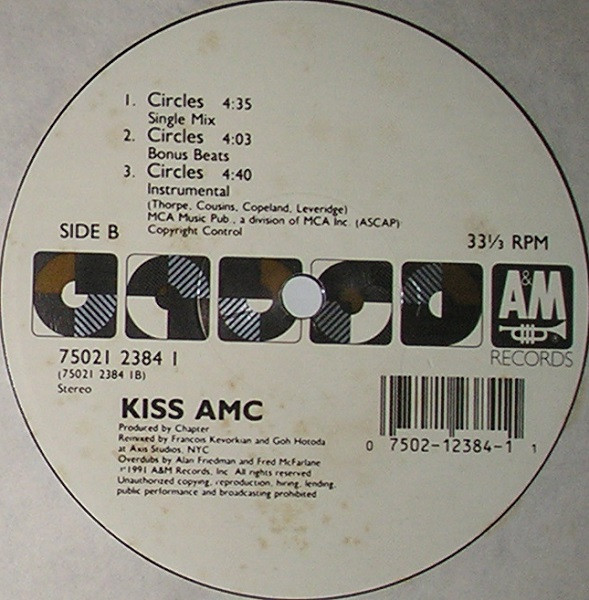 1. Circles 4:35
Single Mix
2. Circles 4:03
Bonus Beats
3. Circles 4:40
Instrumental
(Thorpe, Cousins, Copeland, Leveridge)
MCA Music Pub., a division of MCA Inc. (ASCAP)
Copyright Control
SIDE B
33⅓ RPM
A&M
RECORDS
75021 2384 1
(75021 2384 1B)
Stereo
KISS AMC
Produced by Chapter
Remixed by Francois Kevorkian and Goh Hotoda
at Axis Studios, NYC
Overdubs by Alan Friedman and Fred McFarlane
℗1991 A&M Records, Inc. All rights reserved
Unauthorized copying, reproduction, hiring, lending,
public performance and broadcasting prohibited
0 7502-12384-1 1